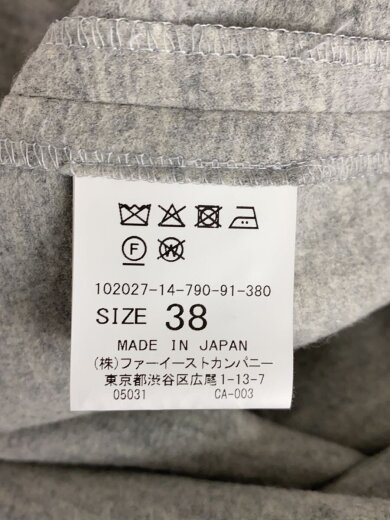 F W
102027-14-790-91-380
SIZE 38
MADE IN JAPAN
(株)ファーイーストカンパニー
東京都渋谷区広尾1-13-7
05031 CA-003